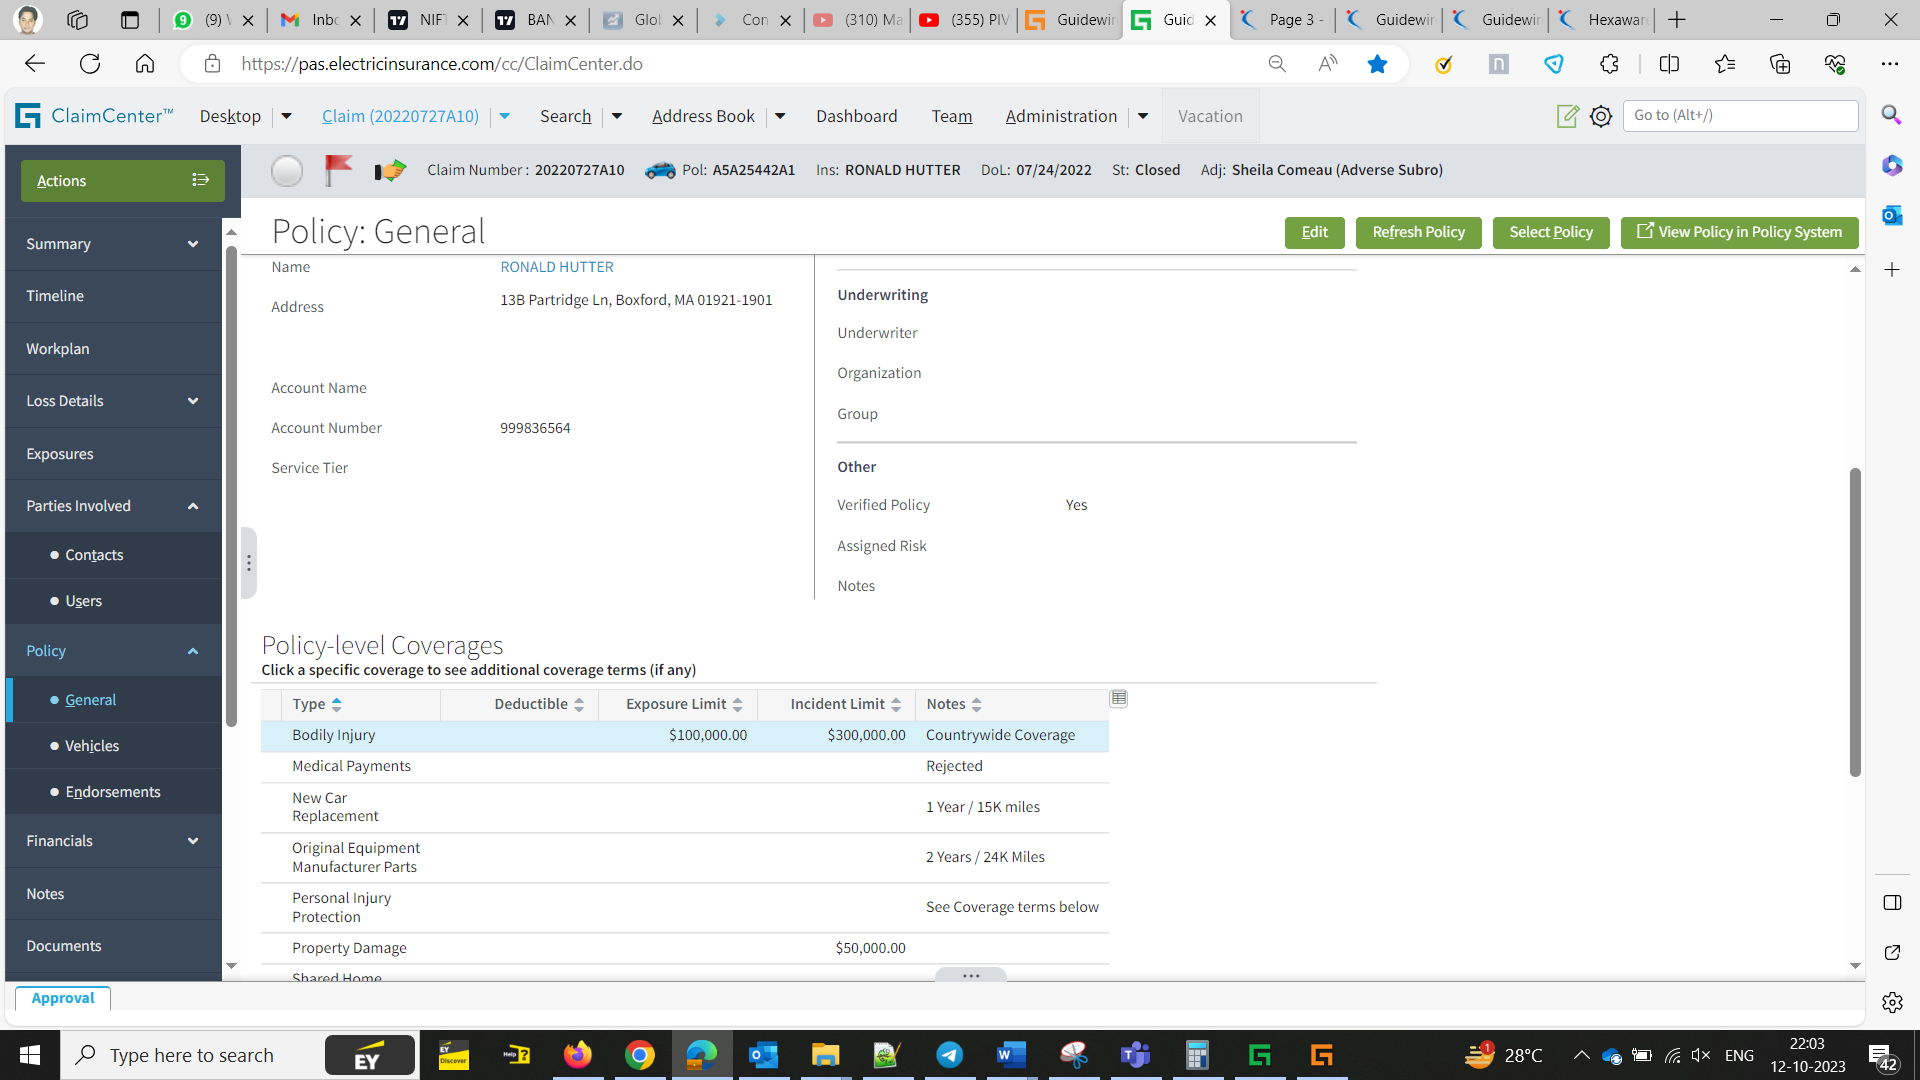 (9) W
Inbo
NIF
BAN
Glol
Con
(310) Ma
(355) PIV
Guidewir
Guid
Page 3 -
Guidewir
Guidewir
Hexawar
https://pas.electricinsurance.com/cc/ClaimCenter.do
ClaimCenter™
Desktop
Claim (20220727A10)
Search
Address Book
Dashboard
Team
Administration
Vacation
Go to (Alt+/)
Actions
Claim Number : 20220727A10
Pol: A5A25442A1
Ins: RONALD HUTTER
DoL: 07/24/2022
St: Closed
Adj: Sheila Comeau (Adverse Subro)
Summary
Timeline
Workplan
Loss Details
Exposures
Parties Involved
Contacts
Users
Policy
General
Vehicles
Endorsements
Financials
Notes
Documents
Policy: General
Edit
Refresh Policy
Select Policy
View Policy in Policy System
Name RONALD HUTTER
Address 13B Partridge Ln, Boxford, MA 01921-1901
Account Name
Account Number 999836564
Service Tier
Underwriting
Underwriter
Organization
Group
Other
Verified Policy Yes
Assigned Risk
Notes
Policy-level Coverages
Click a specific coverage to see additional coverage terms (if any)
Type Deductible Exposure Limit Incident Limit Notes
Bodily Injury $100,000.00 $300,000.00 Countrywide Coverage
Medical Payments Rejected
New Car
Replacement
1 Year / 15K miles
Original Equipment
Manufacturer Parts
2 Years / 24K Miles
Personal Injury
Protection
See Coverage terms below
Property Damage $50,000.00
Shared Home
Approval
Type here to search
EY
EY
Discover
Help ?
1
28°C
ENG
22:03
12-10-2023
42